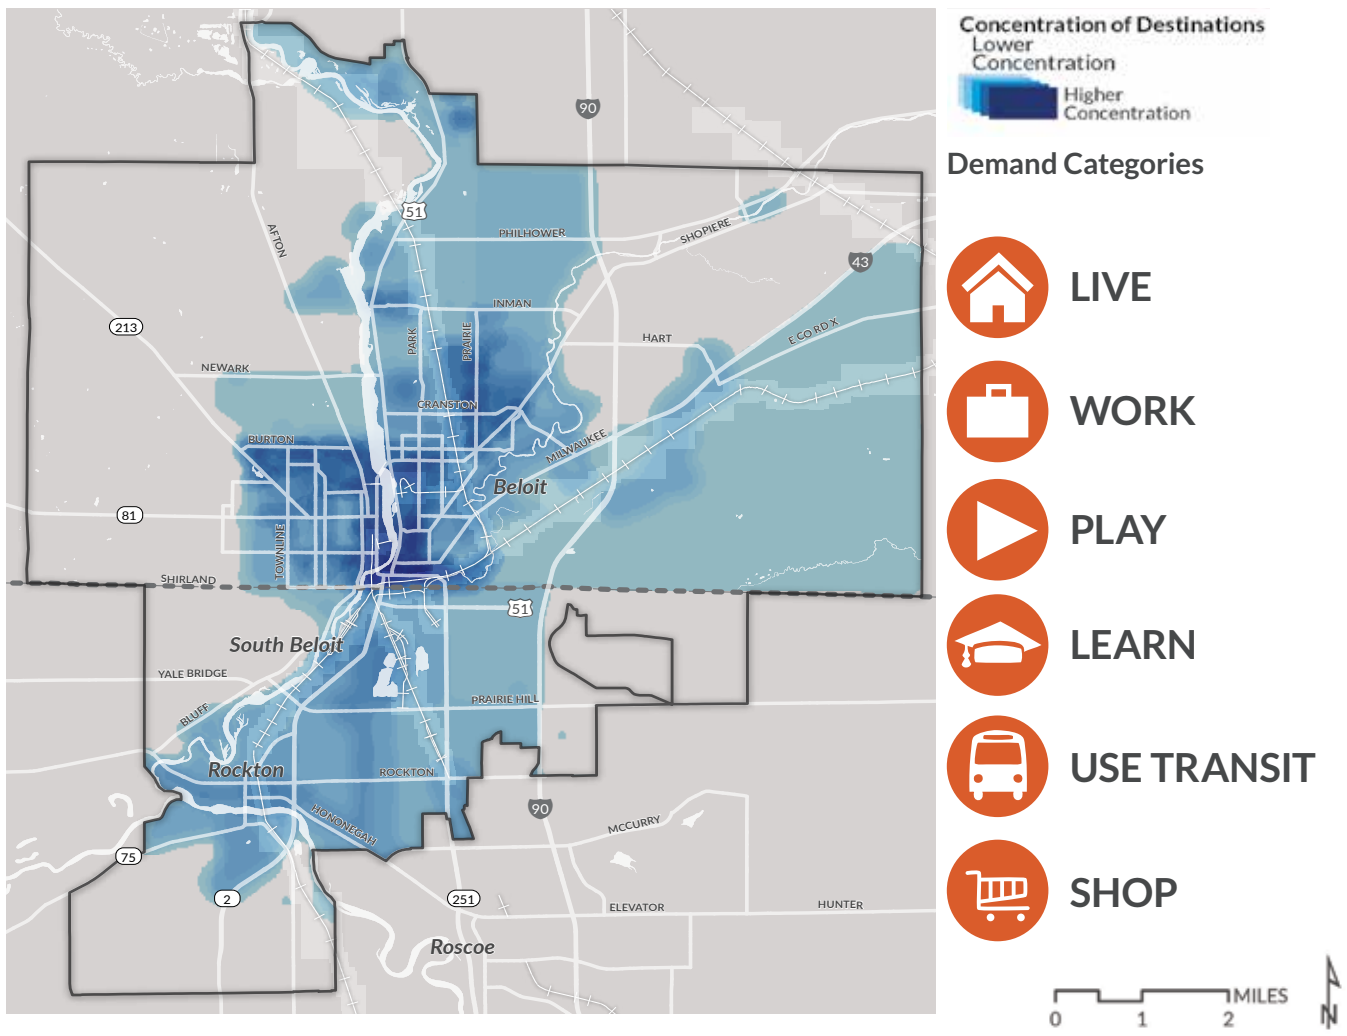 Concentration of Destinations
Lower
Concentration
Higher
Concentration
Demand Categories
LIVE
WORK
PLAY
LEARN
USE TRANSIT
SHOP
90
51
AFTON
PHILHOWER
SHOPIERE
43
213
INMAN
PARK
PRAIRIE
HART
E CO RD X
NEWARK
CRANSTON
BURTON
MILWAUKEE
Beloit
81
TOWNLINE
SHIRLAND
51
South Beloit
YALE BRIDGE
PRAIRIE HILL
BLUFF
Rockton
ROCKTON
HONONEGAH
90
MCCURRY
75
2
251
ELEVATOR
HUNTER
Roscoe
MILES
0 1 2
N